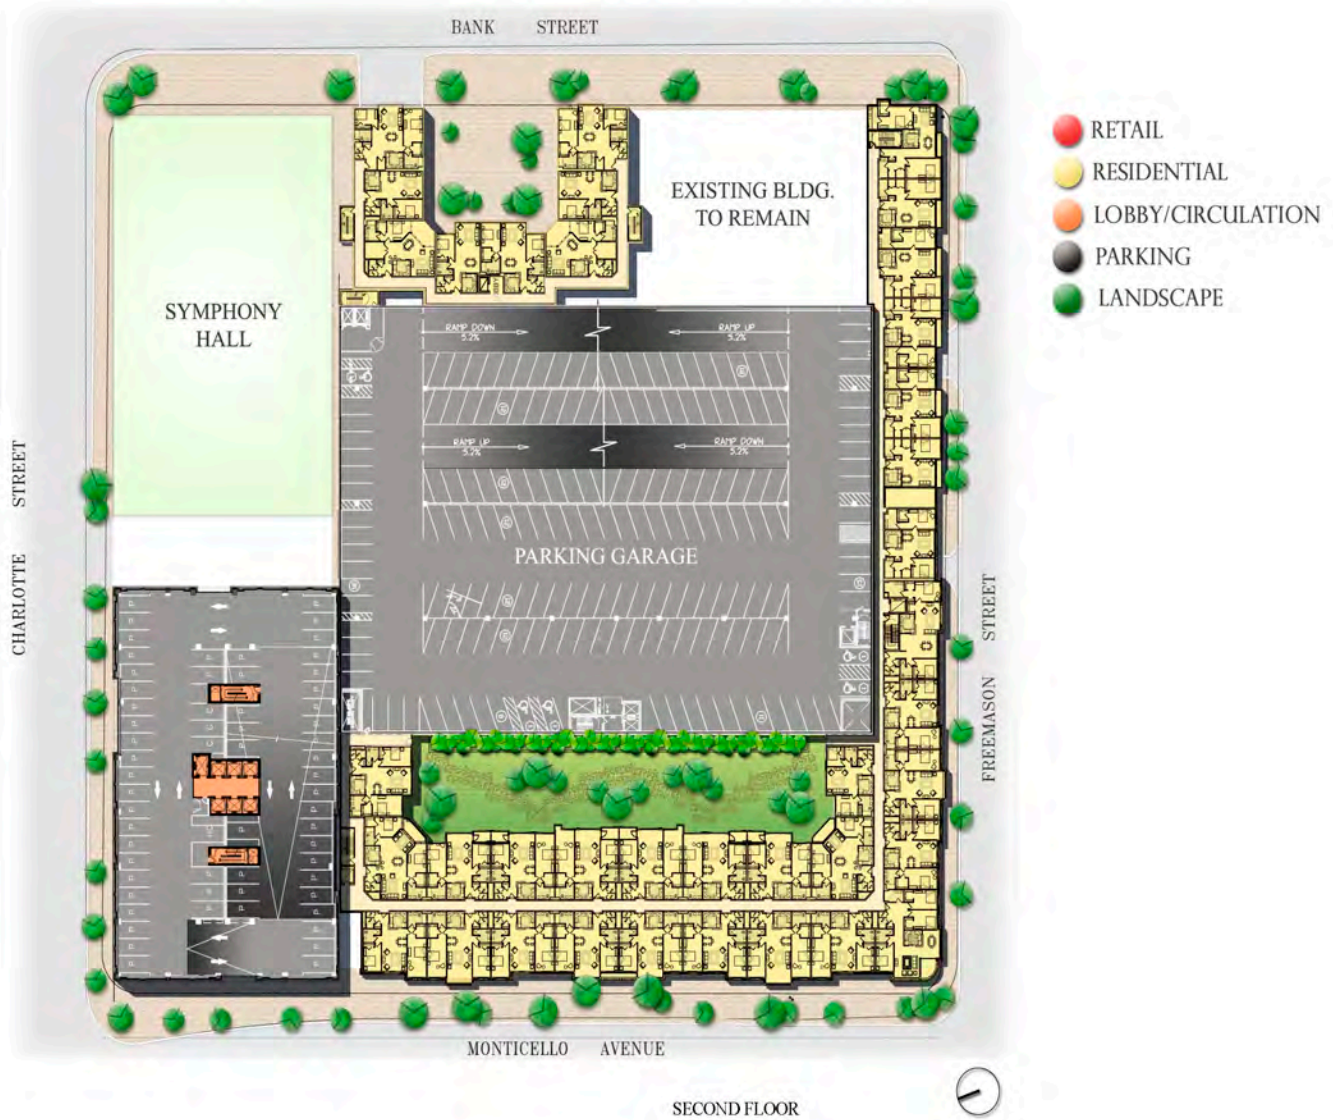 BANK STREET
RETAIL
RESIDENTIAL
LOBBY/CIRCULATION
PARKING
LANDSCAPE
EXISTING BLDG.
TO REMAIN
SYMPHONY
HALL
RAMP DOWN
5.2%
RAMP UP
5.2%
RAMP UP
5.2%
RAMP DOWN
5.2%
PARKING GARAGE
CHARLOTTE STREET
FREEMASON STREET
MONTICELLO AVENUE
SECOND FLOOR